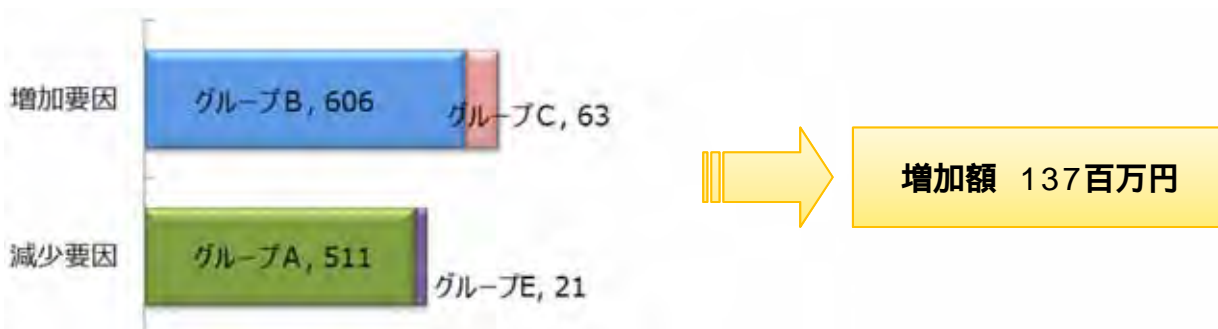 増加要因
グループB, 606
グループC, 63
減少要因
グループA, 511
グループE, 21
増加額 137百万円